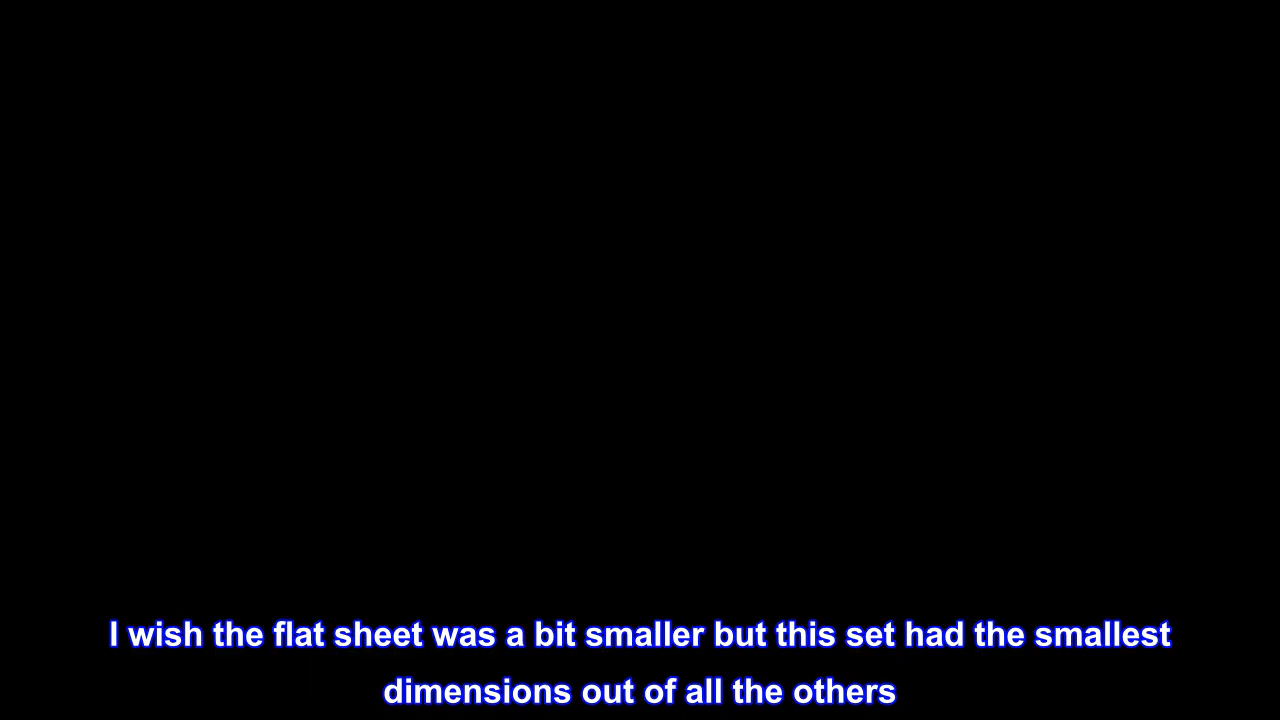 I wish the flat sheet was a bit smaller but this set had the smallest
dimensions out of all the others